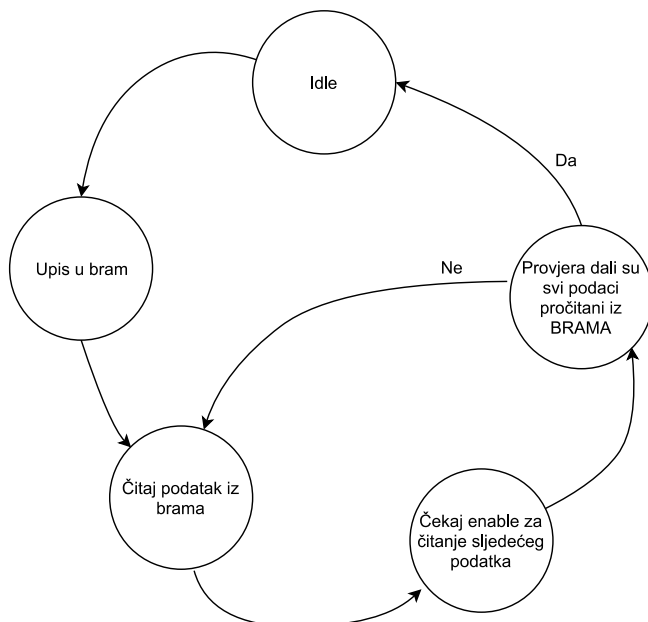 Idle
Da
Upis u bram
Ne
Provjera dali su
svi podaci
pročitani iz
BRAMA
Čitaj podatak iz
brama
Čekaj enable za
čitanje sljedećeg
podatka